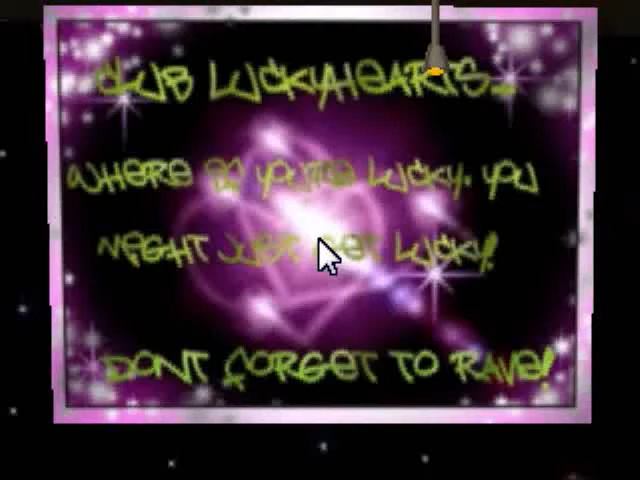 CLUB LUCKYHEARTS...
WHERE IF YOU'RE LUCKY. YOU
MIGHT JUST GET LUCKY!
DONT FORGET TO RAVE!